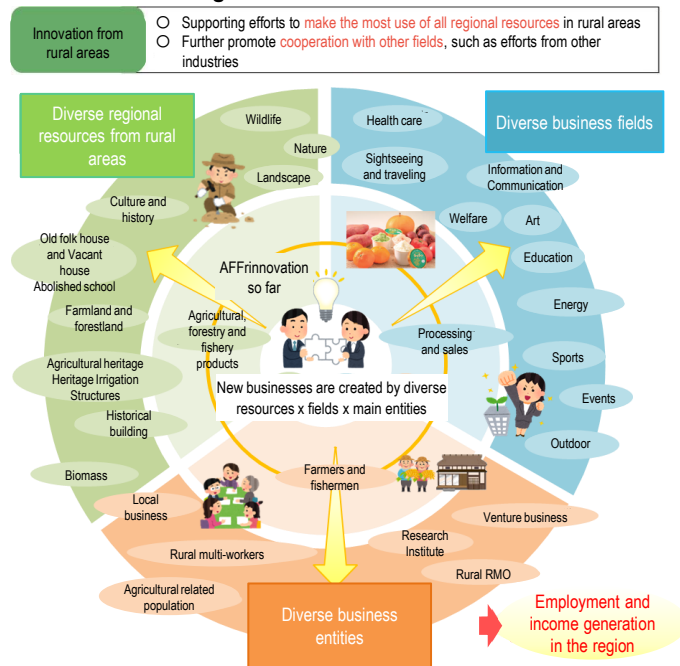 Innovation from
rural areas
○ Supporting efforts to make the most use of all regional resources in rural areas
○ Further promote cooperation with other fields, such as efforts from other
industries
Diverse regional
resources from rural
areas
Wildlife
Nature
Landscape
Culture and
history
Old folk house
and Vacant
house
Abolished school
Farmland and
forestland
Agricultural heritage
Heritage Irrigation
Structures
Historical
building
Biomass
Diverse business fields
Health care
Sightseeing
and traveling
Information and
Communication
Welfare
Art
Education
Energy
Sports
Events
Outdoor
AFFrinnovation
so far
Agricultural,
forestry and
fishery
products
Processing
and sales
New businesses are created by diverse
resources x fields x main entities
Farmers and
fishermen
Local
business
Rural multi-workers
Agricultural related
population
Venture business
Research
Institute
Rural RMO
Diverse business
entities
Employment and
income generation
in the region